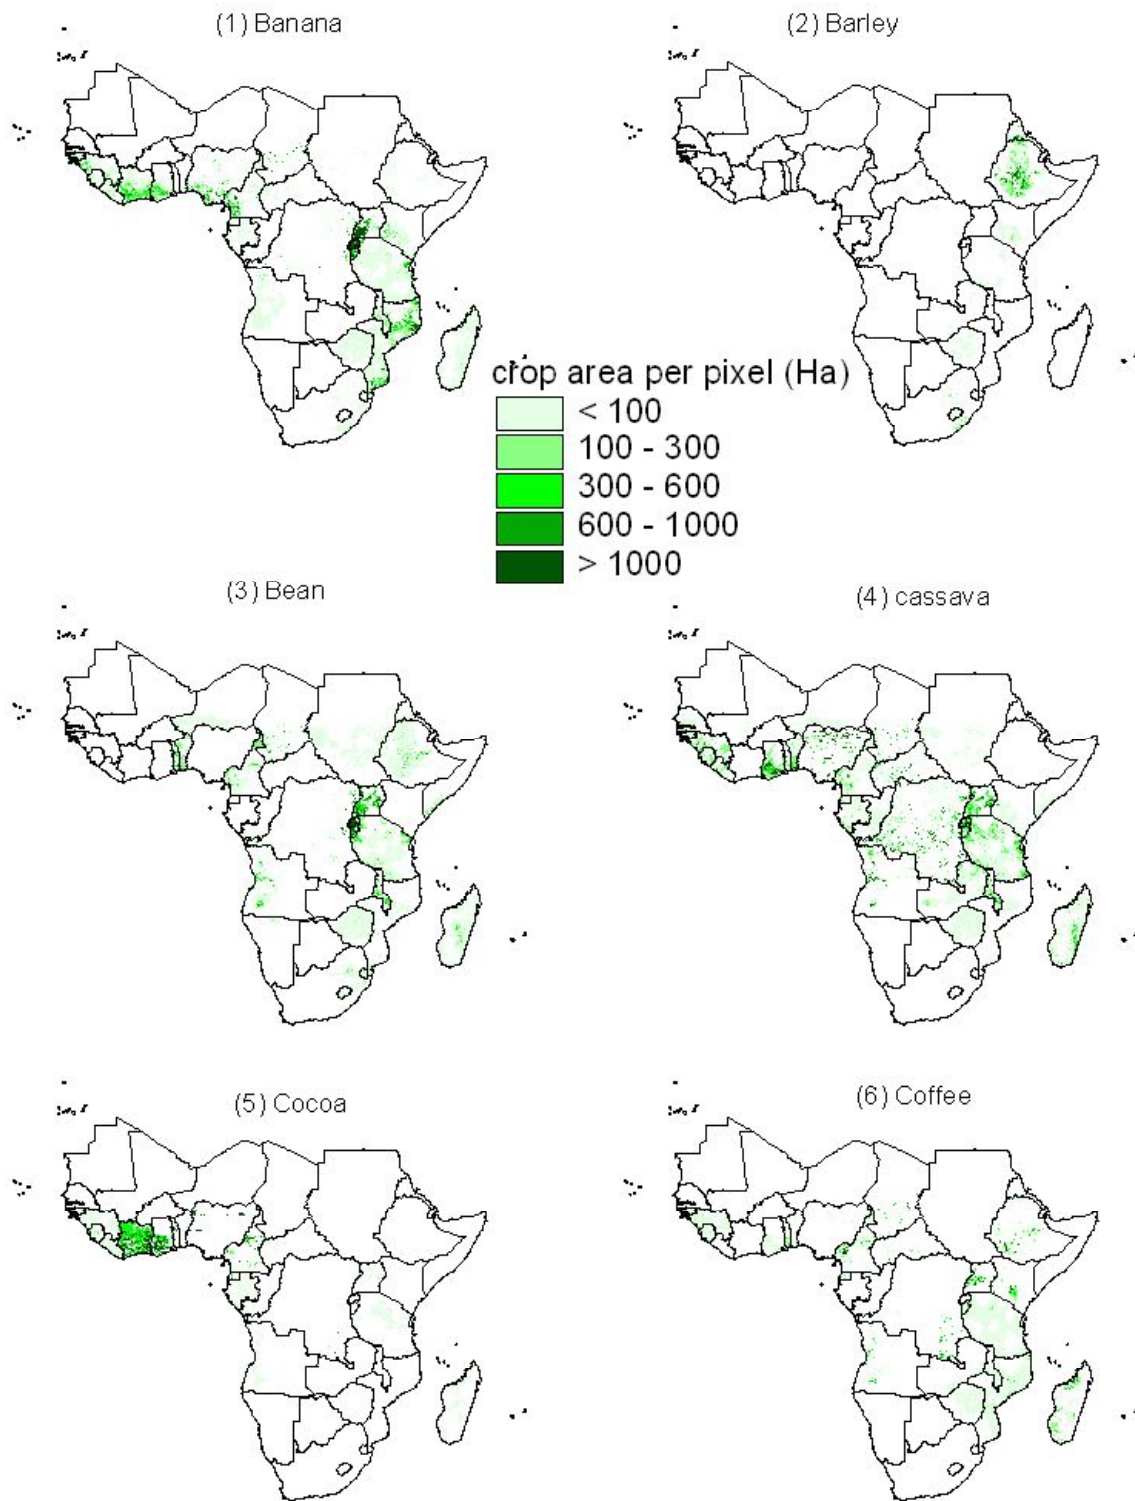 (1) Banana
(2) Barley
crop area per pixel (Ha)
< 100
100 - 300
300 - 600
600 - 1000
> 1000
(3) Bean
(4) cassava
(5) Cocoa
(6) Coffee